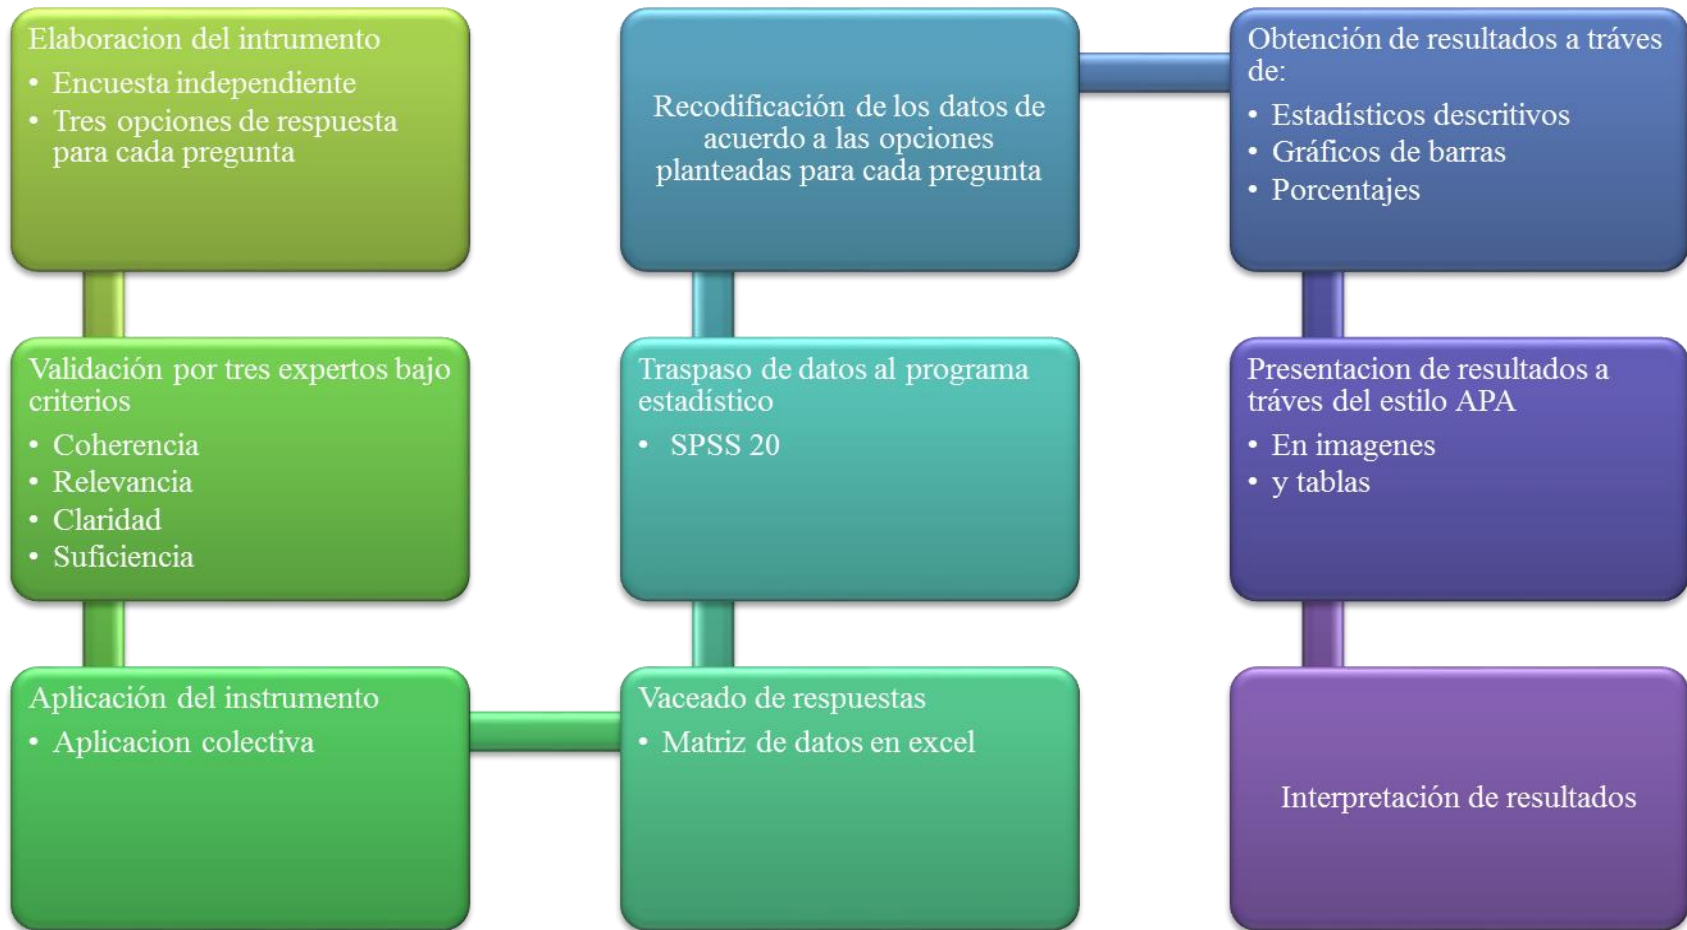 Elaboracion del intrumento
• Encuesta independiente
• Tres opciones de respuesta
para cada pregunta
Validación por tres expertos bajo
criterios
• Coherencia
• Relevancia
• Claridad
• Suficiencia
Aplicación del instrumento
• Aplicacion colectiva
Vaceado de respuestas
• Matriz de datos en excel
Traspaso de datos al programa
estadístico
• SPSS 20
Recodificación de los datos de
acuerdo a las opciones
planteadas para cada pregunta
Obtención de resultados a tráves
de:
• Estadísticos descritivos
• Gráficos de barras
• Porcentajes
Presentacion de resultados a
tráves del estilo APA
• En imagenes
• y tablas
Interpretación de resultados